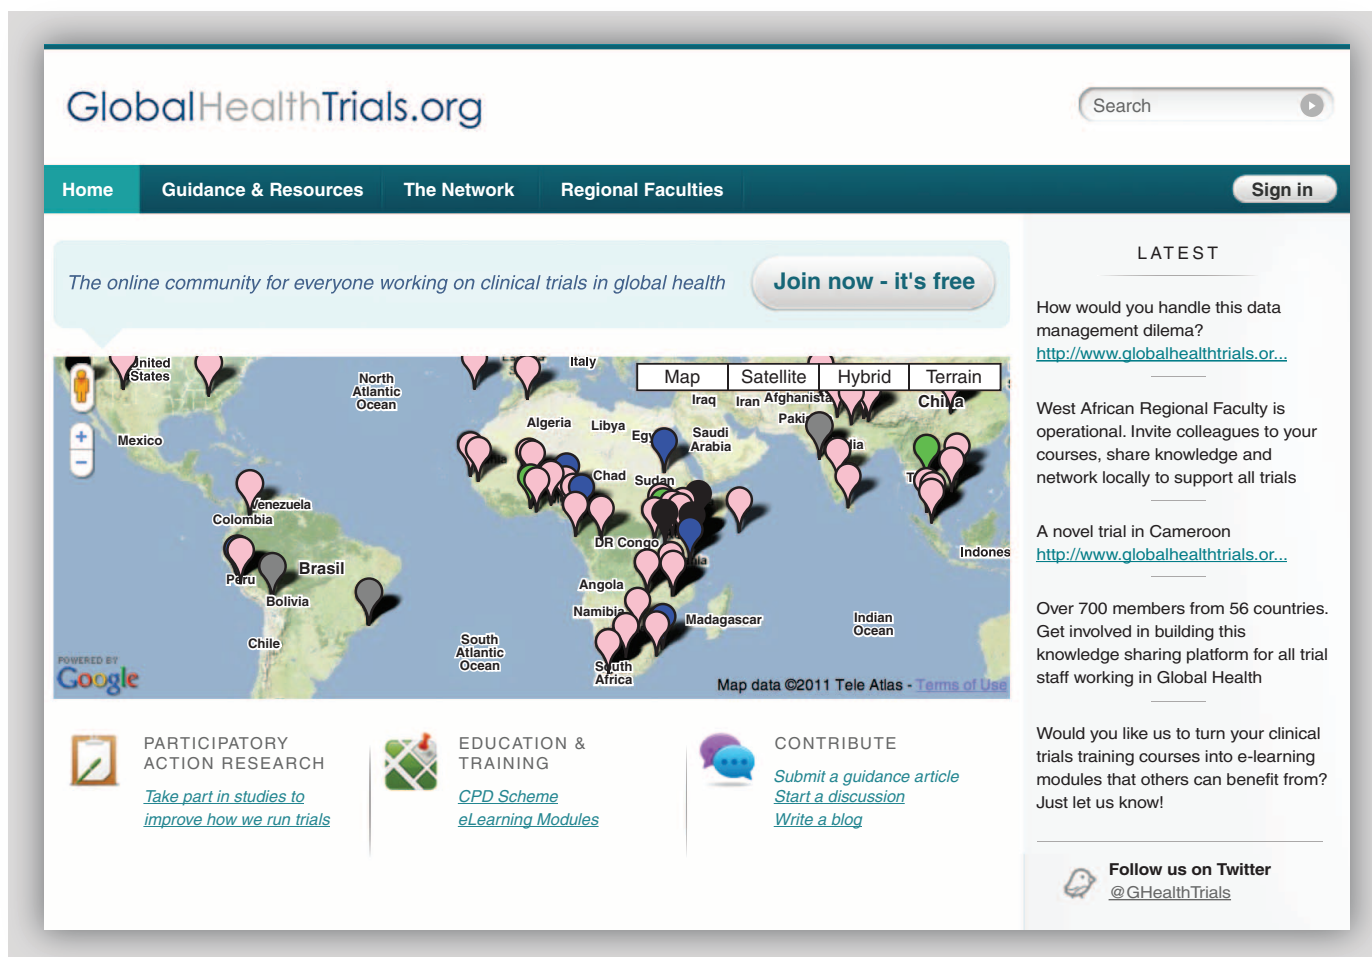 GlobalHealthTrials.org
Search
Home
Guidance & Resources
The Network
Regional Faculties
Sign in
The online community for everyone working on clinical trials in global health
Join now - it's free
Map
Satellite
Hybrid
Terrain
United
States
North
Atlantic
Ocean
Italy
Mexico
Algeria
Libya
Iraq
Iran
Saudi
Arabia
China
Chad
Sudan
Venezuela
Colombia
DR Congo
Peru
Brasil
Bolivia
Angola
Namibia
Madagascar
Chile
South
Atlantic
Ocean
Indian
Ocean
South
Africa
+
−
POWERED BY
Google
Map data ©2011 Tele Atlas - Terms of Use
PARTICIPATORY
ACTION RESEARCH
Take part in studies to
improve how we run trials
EDUCATION &
TRAINING
CPD Scheme
eLearning Modules
CONTRIBUTE
Submit a guidance article
Start a discussion
Write a blog
LATEST
How would you handle this data
management dilema?
http://www.globalhealthtrials.or...
West African Regional Faculty is
operational. Invite colleagues to your
courses, share knowledge and
network locally to support all trials
A novel trial in Cameroon
http://www.globalhealthtrials.or...
Over 700 members from 56 countries.
Get involved in building this
knowledge sharing platform for all trial
staff working in Global Health
Would you like us to turn your clinical
trials training courses into e-learning
modules that others can benefit from?
Just let us know!
Follow us on Twitter
@GHealthTrials